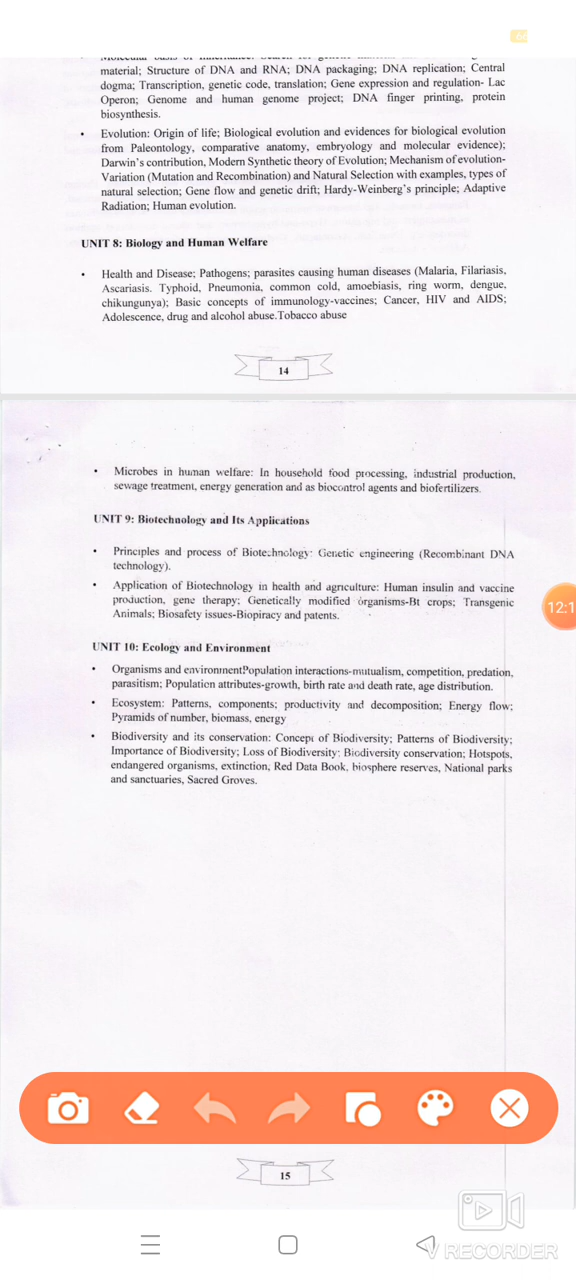 material; Structure of DNA and RNA; DNA packaging; DNA replication; Central
dogma; Transcription, genetic code, translation; Gene expression and regulation- Lac
Operon; Genome and human genome project; DNA finger printing, protein
biosynthesis.
• Evolution: Origin of life; Biological evolution and evidences for biological evolution
from Paleontology, comparative anatomy, embryology and molecular evidence);
Darwin's contribution, Modern Synthetic theory of Evolution; Mechanism of evolution-
Variation (Mutation and Recombination) and Natural Selection with examples, types of
natural selection; Gene flow and genetic drift; Hardy-Weinberg's principle; Adaptive
Radiation; Human evolution.
UNIT 8: Biology and Human Welfare
• Health and Disease; Pathogens; parasites causing human diseases (Malaria, Filariasis,
Ascariasis. Typhoid, Pneumonia, common cold, amoebiasis, ring worm, dengue,
chikungunya); Basic concepts of immunology-vaccines; Cancer, HIV and AIDS;
Adolescence, drug and alcohol abuse.Tobacco abuse
14
• Microbes in human welfare: In household food processing, industrial production,
sewage treatment, energy generation and as biocontrol agents and biofertilizers.
UNIT 9: Biotechnology and Its Applications
• Principles and process of Biotechnology: Genetic engineering (Recombinant DNA
technology).
• Application of Biotechnology in health and agriculture: Human insulin and vaccine
production, gene therapy; Genetically modified organisms-Bt crops; Transgenic
Animals; Biosafety issues-Biopiracy and patents.
12:1
UNIT 10: Ecology and Environment
• Organisms and environmentPopulation interactions-mutualism, competition, predation,
parasitism; Population attributes-growth, birth rate and death rate, age distribution.
• Ecosystem: Patterns, components; productivity and decomposition; Energy flow;
Pyramids of number, biomass, energy
• Biodiversity and its conservation: Concept of Biodiversity; Patterns of Biodiversity;
Importance of Biodiversity; Loss of Biodiversity; Biodiversity conservation; Hotspots,
endangered organisms, extinction, Red Data Book, biosphere reserves, National parks
and sanctuaries, Sacred Groves.
15
V RECORDER